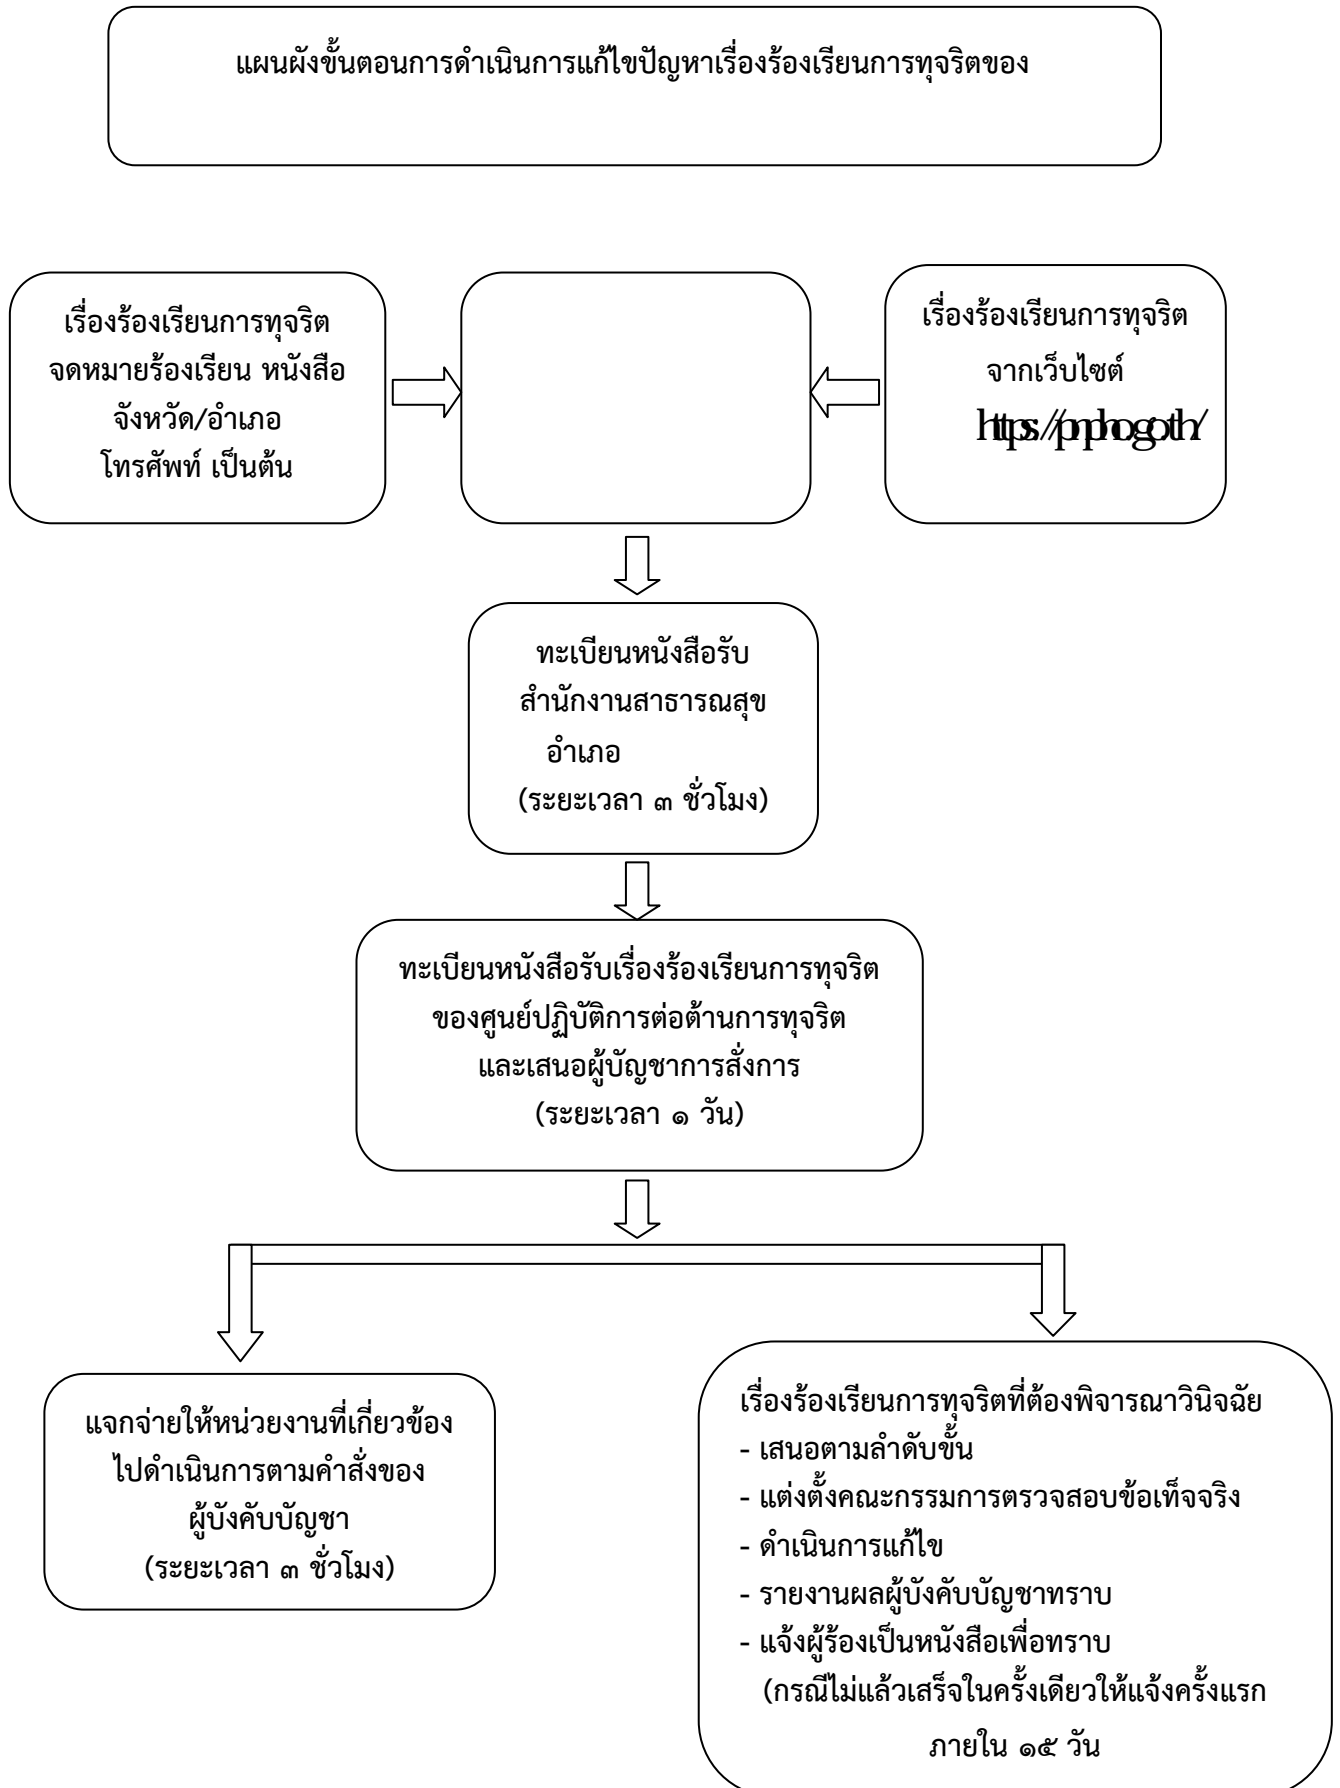 แผนผังขั้นตอนการดำเนินการแก้ไขปัญหาเรื่องร้องเรียนการทุจริตของ
เรื่องร้องเรียนการทุจริต
จดหมายร้องเรียน หนังสือ
จังหวัด/อำเภอ
โทรศัพท์ เป็นต้น
เรื่องร้องเรียนการทุจริต
จากเว็บไซต์
ทะเบียนหนังสือรับ
สำนักงานสาธารณสุข
อำเภอ
(ระยะเวลา ๓ ชั่วโมง)
ทะเบียนหนังสือรับเรื่องร้องเรียนการทุจริต
ของศูนย์ปฏิบัติการต่อต้านการทุจริต
และเสนอผู้บัญชาการสั่งการ
(ระยะเวลา ๑ วัน)
แจกจ่ายให้หน่วยงานที่เกี่ยวข้อง
ไปดำเนินการตามคำสั่งของ
ผู้บังคับบัญชา
(ระยะเวลา ๓ ชั่วโมง)
เรื่องร้องเรียนการทุจริตที่ต้องพิจารณาวินิจฉัย
- เสนอตามลำดับขั้น
- แต่งตั้งคณะกรรมการตรวจสอบข้อเท็จจริง
- ดำเนินการแก้ไข
- รายงานผลผู้บังคับบัญชาทราบ
- แจ้งผู้ร้องเป็นหนังสือเพื่อทราบ
(กรณีไม่แล้วเสร็จในครั้งเดียวให้แจ้งครั้งแรก
ภายใน ๑๕ วัน